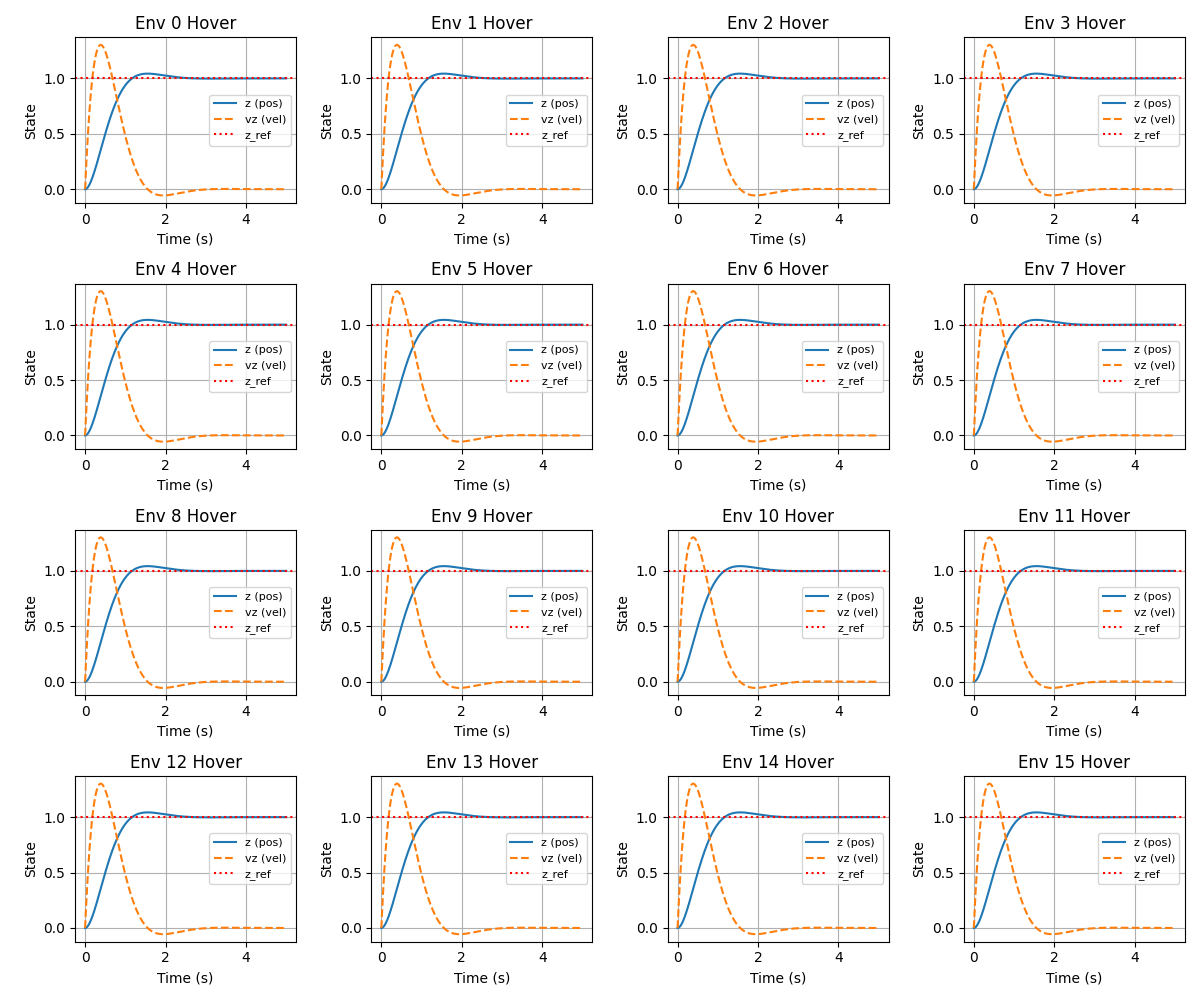 Env 0 Hover
State
1.0
0.5
0.0
z (pos)
vz (vel)
z_ref
0 2 4
Time (s)
Env 1 Hover
State
1.0
0.5
0.0
z (pos)
vz (vel)
z_ref
0 2 4
Time (s)
Env 2 Hover
State
1.0
0.5
0.0
z (pos)
vz (vel)
z_ref
0 2 4
Time (s)
Env 3 Hover
State
1.0
0.5
0.0
z (pos)
vz (vel)
z_ref
0 2 4
Time (s)
Env 4 Hover
State
1.0
0.5
0.0
z (pos)
vz (vel)
z_ref
0 2 4
Time (s)
Env 5 Hover
State
1.0
0.5
0.0
z (pos)
vz (vel)
z_ref
0 2 4
Time (s)
Env 6 Hover
State
1.0
0.5
0.0
z (pos)
vz (vel)
z_ref
0 2 4
Time (s)
Env 7 Hover
State
1.0
0.5
0.0
z (pos)
vz (vel)
z_ref
0 2 4
Time (s)
Env 8 Hover
State
1.0
0.5
0.0
z (pos)
vz (vel)
z_ref
0 2 4
Time (s)
Env 9 Hover
State
1.0
0.5
0.0
z (pos)
vz (vel)
z_ref
0 2 4
Time (s)
Env 10 Hover
State
1.0
0.5
0.0
z (pos)
vz (vel)
z_ref
0 2 4
Time (s)
Env 11 Hover
State
1.0
0.5
0.0
z (pos)
vz (vel)
z_ref
0 2 4
Time (s)
Env 12 Hover
State
1.0
0.5
0.0
z (pos)
vz (vel)
z_ref
0 2 4
Time (s)
Env 13 Hover
State
1.0
0.5
0.0
z (pos)
vz (vel)
z_ref
0 2 4
Time (s)
Env 14 Hover
State
1.0
0.5
0.0
z (pos)
vz (vel)
z_ref
0 2 4
Time (s)
Env 15 Hover
State
1.0
0.5
0.0
z (pos)
vz (vel)
z_ref
0 2 4
Time (s)